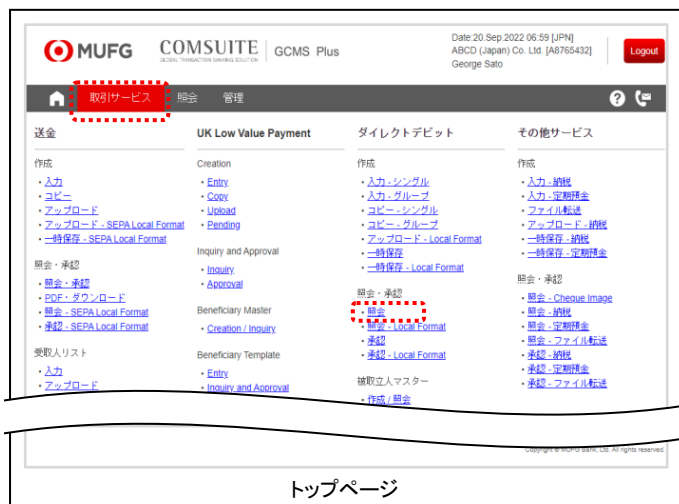 MUFG
COMSUITE
GLOBAL TRANSACTION BANKING SOLUTION
GCMS Plus
Date:20.Sep.2022 06:59 [JPN]
ABCD (Japan) Co. Ltd. [A8765432]
George Sato
Logout
取引サービス 照会 管理
送金
作成
・入力
・コピー
・アップロード
・アップロード - SEPA Local Format
・一時保存 - SEPA Local Format
照会・承認
・照会・承認
・PDF・ダウンロード
・照会 - SEPA Local Format
・承認 - SEPA Local Format
受取人リスト
・入力
・アップロード
UK Low Value Payment
Creation
・Entry
・Copy
・Upload
・Pending
Inquiry and Approval
・Inquiry
・Approval
Beneficiary Master
・Creation / Inquiry
Beneficiary Template
・Entry
・Inquiry and Approval
ダイレクトデビット
作成
・入力 - シングル
・入力 - グループ
・コピー - シングル
・コピー - グループ
・アップロード - Local Format
・一時保存
・一時保存 - Local Format
照会・承認
・照会
・照会 - Local Format
・承認
・承認 - Local Format
被取立人マスター
・作成 / 照会
その他サービス
作成
・入力 - 納税
・入力 - 定期預金
・ファイル転送
・アップロード - 納税
・一時保存 - 納税
・一時保存 - 定期預金
照会・承認
・照会 - Cheque Image
・照会 - 納税
・照会 - 定期預金
・照会 - ファイル転送
・承認 - 納税
・承認 - 定期預金
・承認 - ファイル転送
Copyright © MUFG Bank, Ltd. All rights reserved.
トップページ